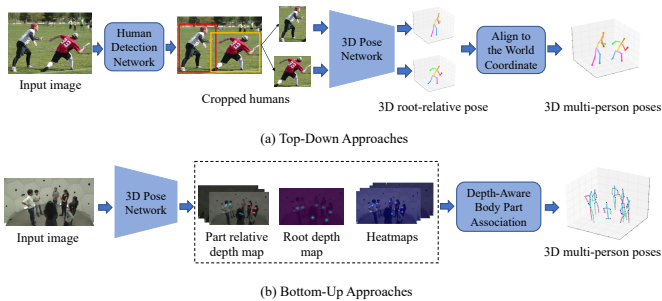 Input image
Human
Detection
Network
Cropped humans
3D Pose
Network
3D root-relative pose
Align to
the World
Coordinate
3D multi-person poses
(a) Top-Down Approaches
Input image
3D Pose
Network
Part relative
depth map
Root depth
map
Heatmaps
Depth-Aware
Body Part
Association
3D multi-person poses
(b) Bottom-Up Approaches